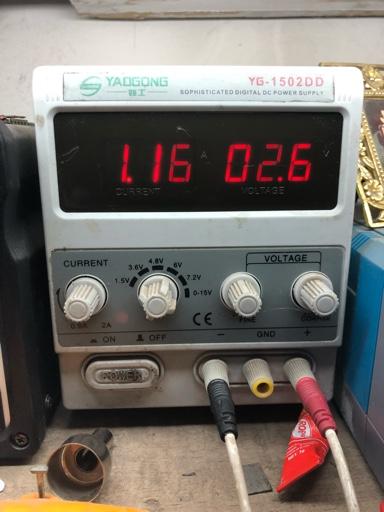 YAOGONG
YG-1502DD
SOPHISTICATED DIGITAL DC POWER SUPPLY
1.16 A 02.6 V
CURRENT VOLTAGE
CURRENT
VOLTAGE
1.5V 3.6V 4.8V 6V 7.2V 0-15V
2A
CE
FINE
ON OFF
− GND +
POWER